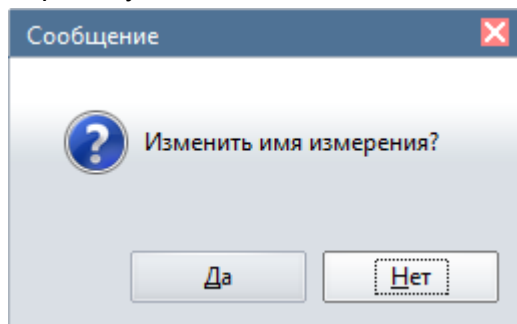 Сообщение
Изменить имя измерения?
Да
Нет